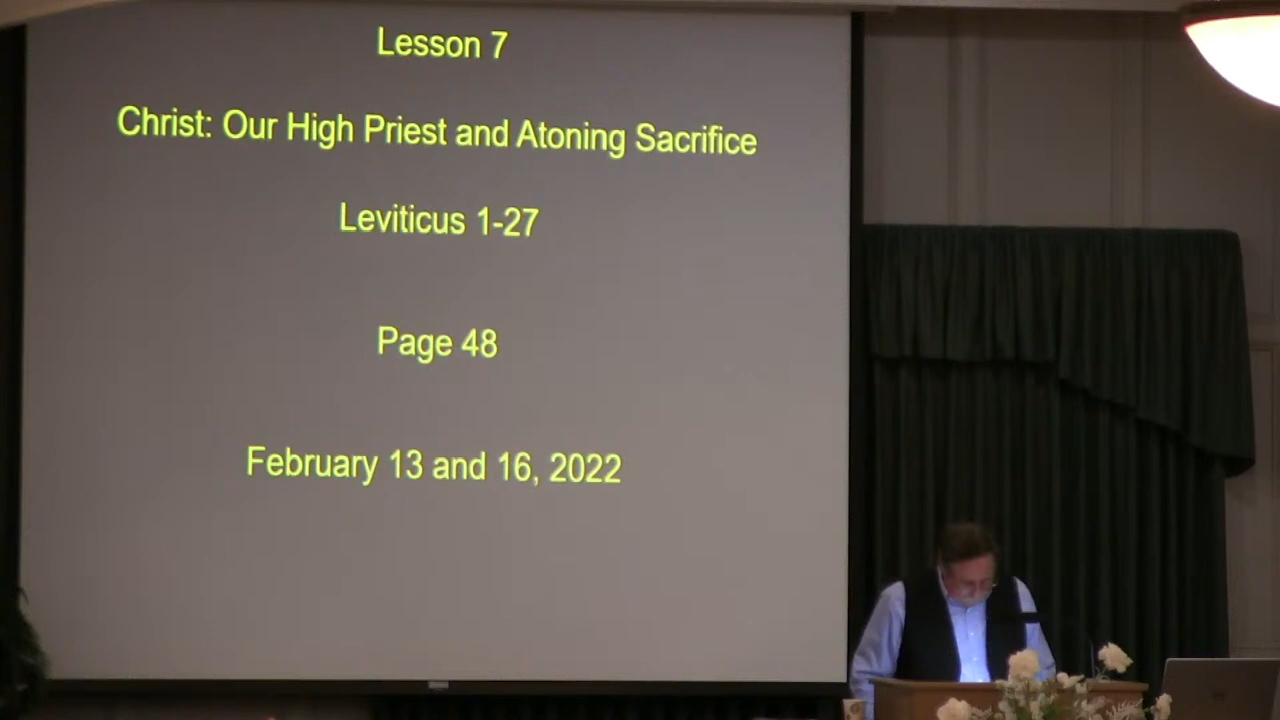 Lesson 7
Christ: Our High Priest and Atoning Sacrifice
Leviticus 1-27
Page 48
February 13 and 16, 2022